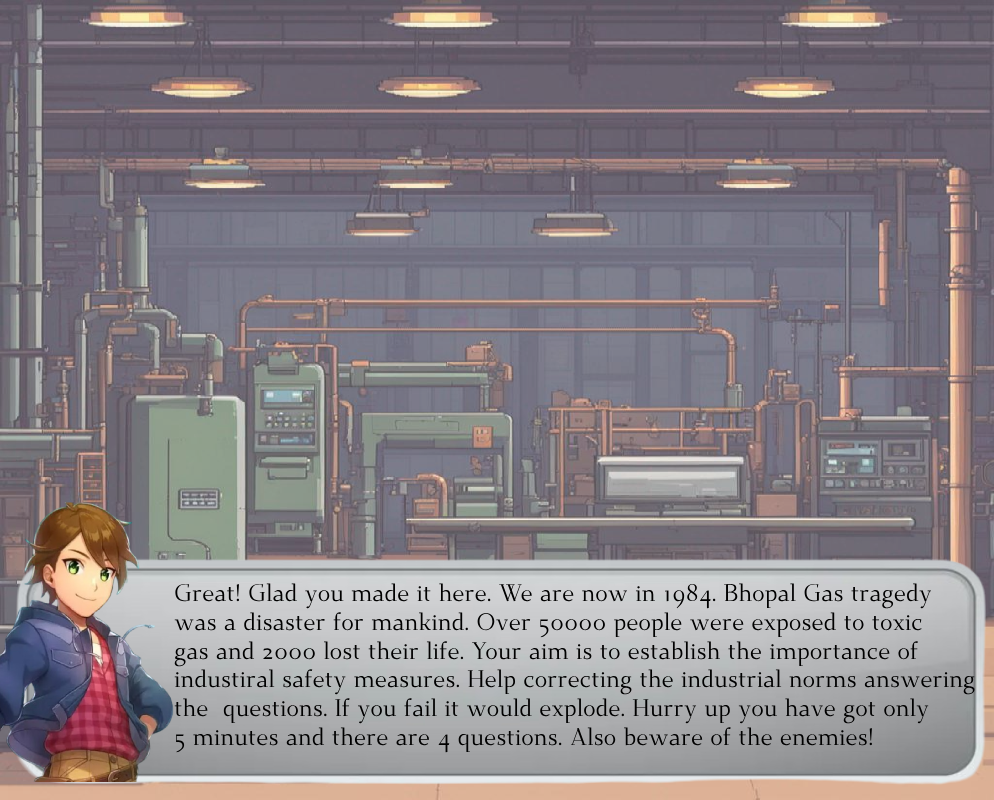 Great! Glad you made it here. We are now in 1984. Bhopal Gas tragedy
was a disaster for mankind. Over 50000 people were exposed to toxic
gas and 2000 lost their life. Your aim is to establish the importance of
industiral safety measures. Help correcting the industrial norms answering
the  questions. If you fail it would explode. Hurry up you have got only
5 minutes and there are 4 questions. Also beware of the enemies!